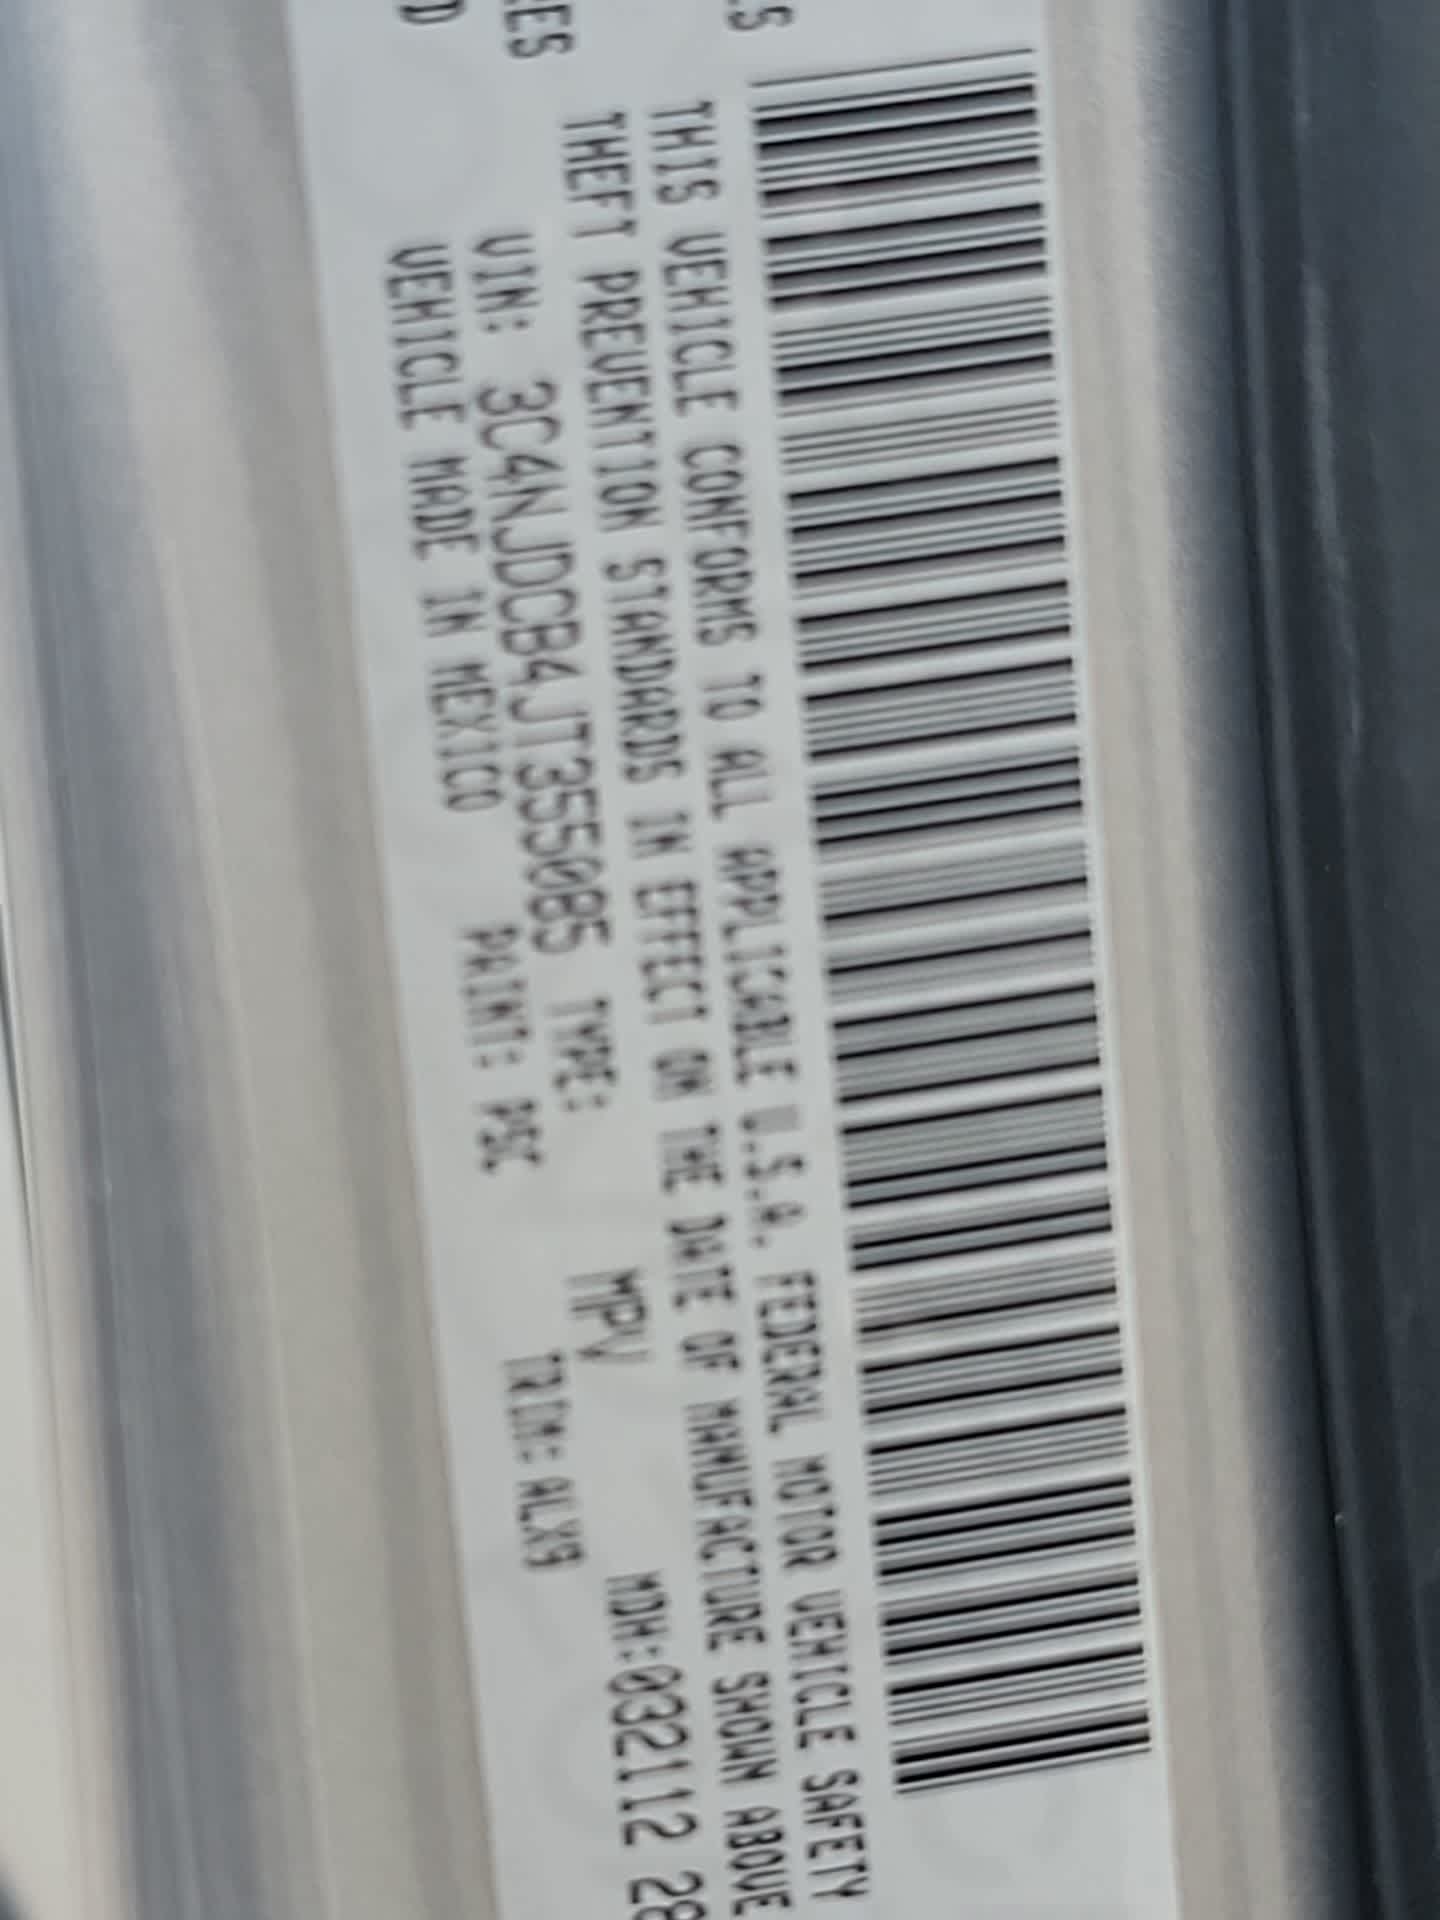 THIS VEHICLE CONFORMS TO ALL APPLICABLE U.S.A. FEDERAL MOTOR VEHICLE SAFETY
THEFT PREVENTION STANDARDS IN EFFECT ON THE DATE OF MANUFACTURE SHOWN ABOVE
VIN: 3C4NJDCB4JT355085 TYPE: MPV MDH:032112 28
VEHICLE MADE IN MEXICO PAINT: PSC TRIM:ALX9